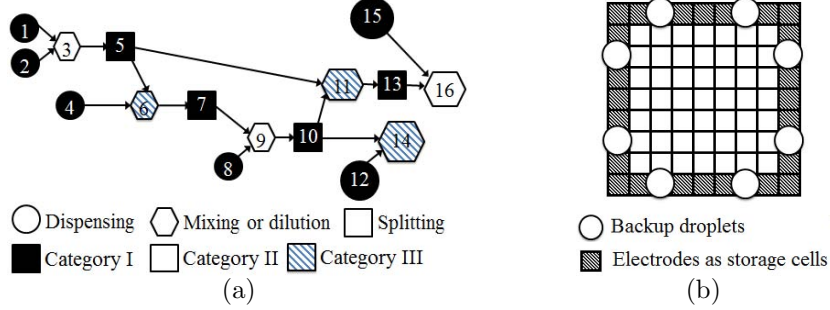 15
1
2
3
5
11
13
16
4
6
7
9
10
14
8
12
Dispensing
Mixing or dilution
Splitting
Category I
Category II
Category III
(a)
Backup droplets
Electrodes as storage cells
(b)